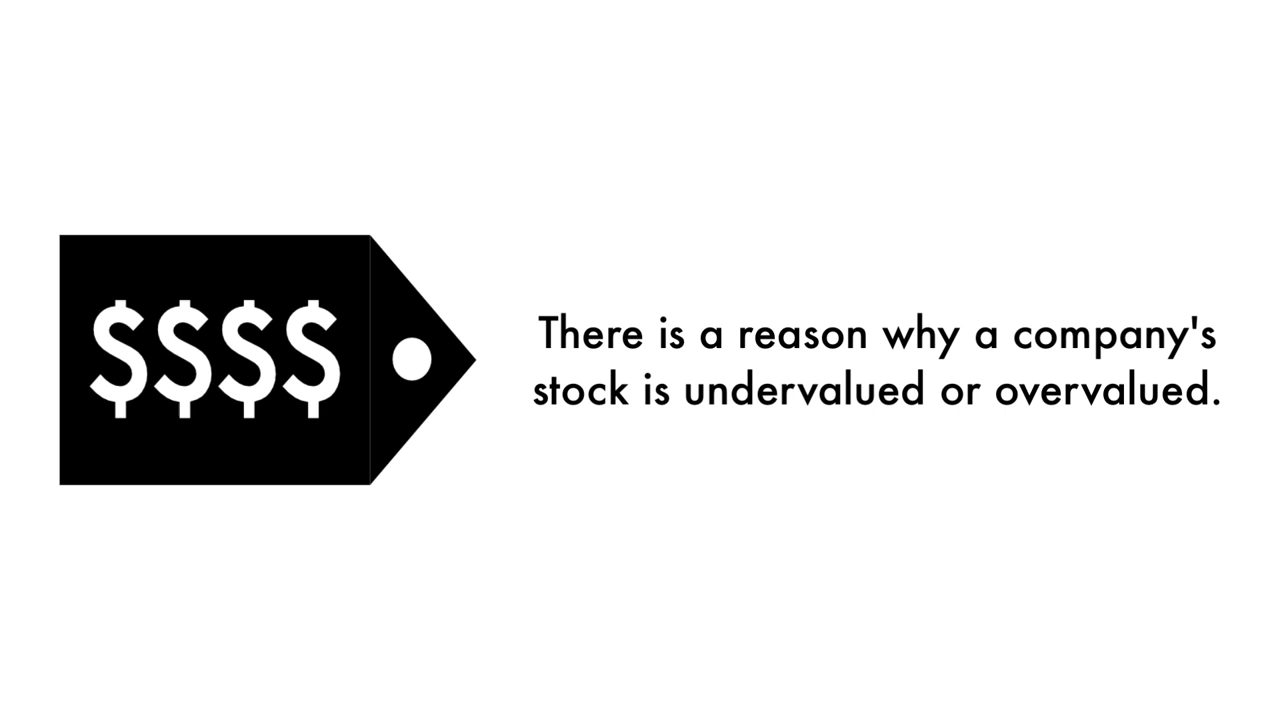 $$$$
There is a reason why a company's
stock is undervalued or overvalued.